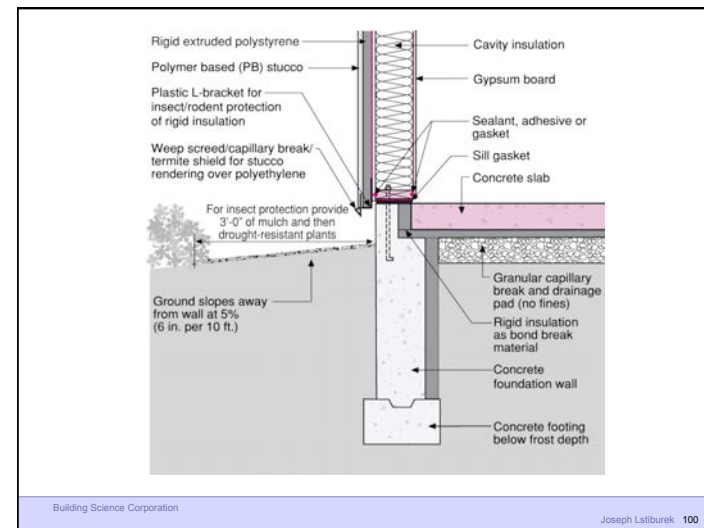 Rigid extruded polystyrene
Polymer based (PB) stucco
Plastic L-bracket for
insect/rodent protection
of rigid insulation
Weep screed/capillary break/
termite shield for stucco
rendering over polyethylene
For insect protection provide
3'-0" of mulch and then
drought-resistant plants
Ground slopes away
from wall at 5%
(6 in. per 10 ft.)
Cavity insulation
Gypsum board
Sealant, adhesive or
gasket
Sill gasket
Concrete slab
Granular capillary
break and drainage
pad (no fines)
Rigid insulation
as bond break
material
Concrete
foundation wall
Concrete footing
below frost depth
Building Science Corporation
Joseph Lstiburek 100